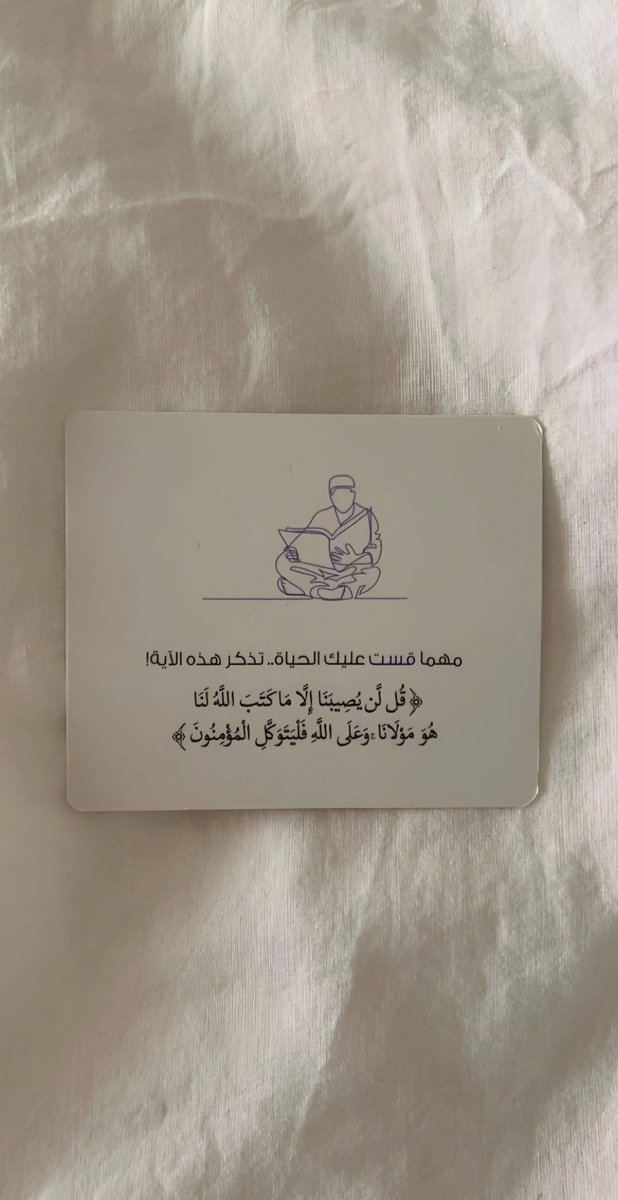 مهما قست عليك الحياة.. تذكر هذه الآية!
﴿قُل لَّن يُصِيبَنَا إِلَّا مَا كَتَبَ اللَّهُ لَنَا
هُوَ مَوْلَانَا ۚ وَعَلَى اللَّهِ فَلْيَتَوَكَّلِ الْمُؤْمِنُونَ﴾